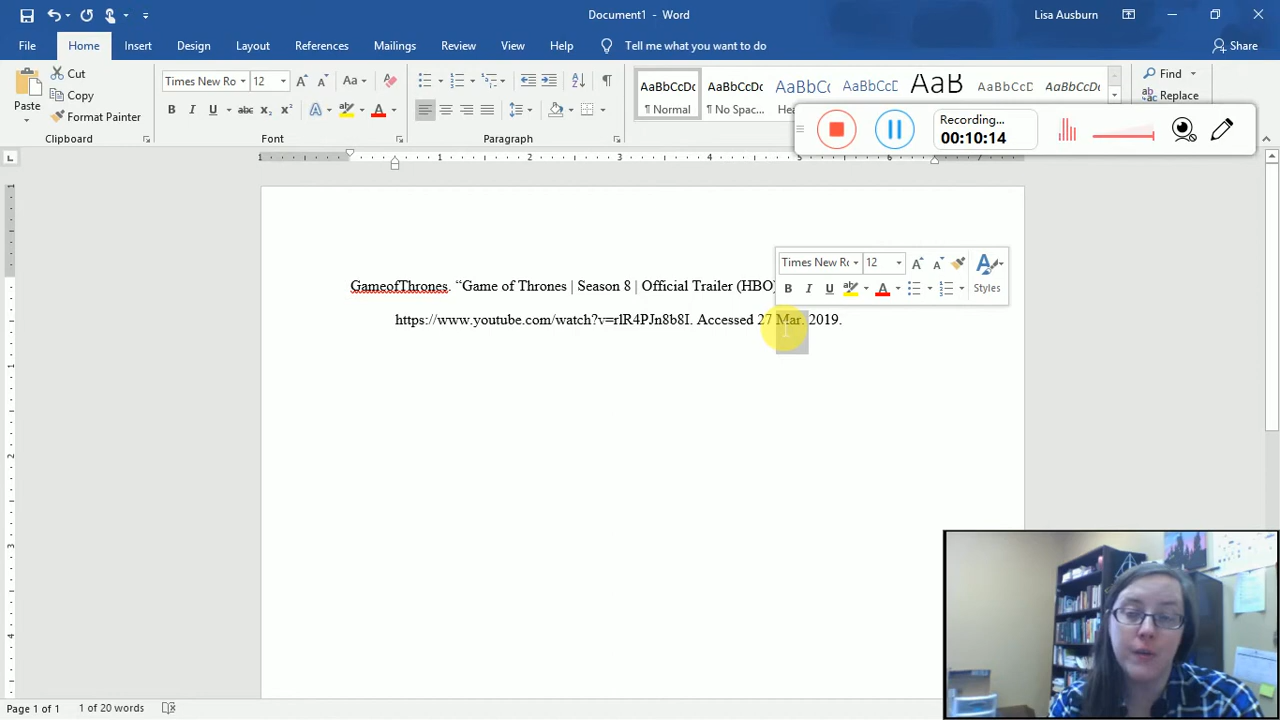 Document1 - Word
Lisa Ausburn
File Home Insert Design Layout References Mailings Review View Help Tell me what you want to do Share
Paste
Cut
Copy
Format Painter
Clipboard
Times New Ro 12
Font
Paragraph
AaBbCcDc
¶ Normal
AaBbCcDc
¶ No Spac...
AaBbCc
AaBbCcD
AaB
AaBbCcD
AaBbCcDc
Find
Replace
Recording...
00:10:14
Times New Ro 12
Styles
GameofThrones. “Game of Thrones | Season 8 | Official Trailer (HBO)
https://www.youtube.com/watch?v=rlR4PJn8b8I. Accessed 27 Mar. 2019.
Page 1 of 1 1 of 20 words